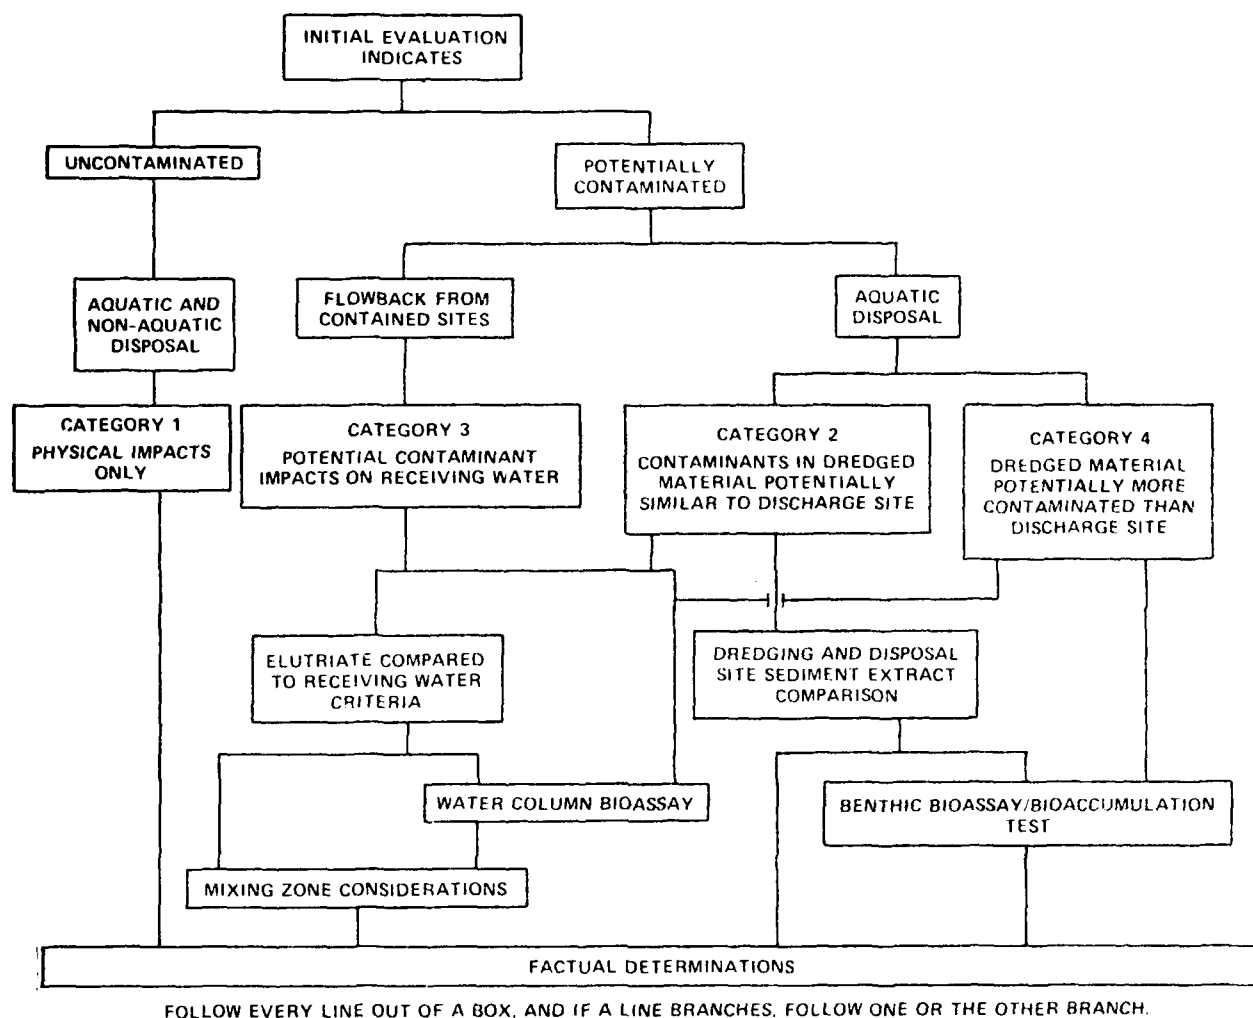 INITIAL EVALUATION
INDICATES
UNCONTAMINATED
POTENTIALLY
CONTAMINATED
AQUATIC AND
NON-AQUATIC
DISPOSAL
FLOWBACK FROM
CONTAINED SITES
AQUATIC
DISPOSAL
CATEGORY 1
PHYSICAL IMPACTS
ONLY
CATEGORY 3
POTENTIAL CONTAMINANT
IMPACTS ON RECEIVING WATER
CATEGORY 2
CONTAMINANTS IN DREDGED
MATERIAL POTENTIALLY
SIMILAR TO DISCHARGE SITE
CATEGORY 4
DREDGED MATERIAL
POTENTIALLY MORE
CONTAMINATED THAN
DISCHARGE SITE
ELUTRIATE COMPARED
TO RECEIVING WATER
CRITERIA
DREDGING AND DISPOSAL
SITE SEDIMENT EXTRACT
COMPARISON
WATER COLUMN BIOASSAY
BENTHIC BIOASSAY/BIOACCUMULATION
TEST
MIXING ZONE CONSIDERATIONS
FACTUAL DETERMINATIONS
FOLLOW EVERY LINE OUT OF A BOX, AND IF A LINE BRANCHES, FOLLOW ONE OR THE OTHER BRANCH.